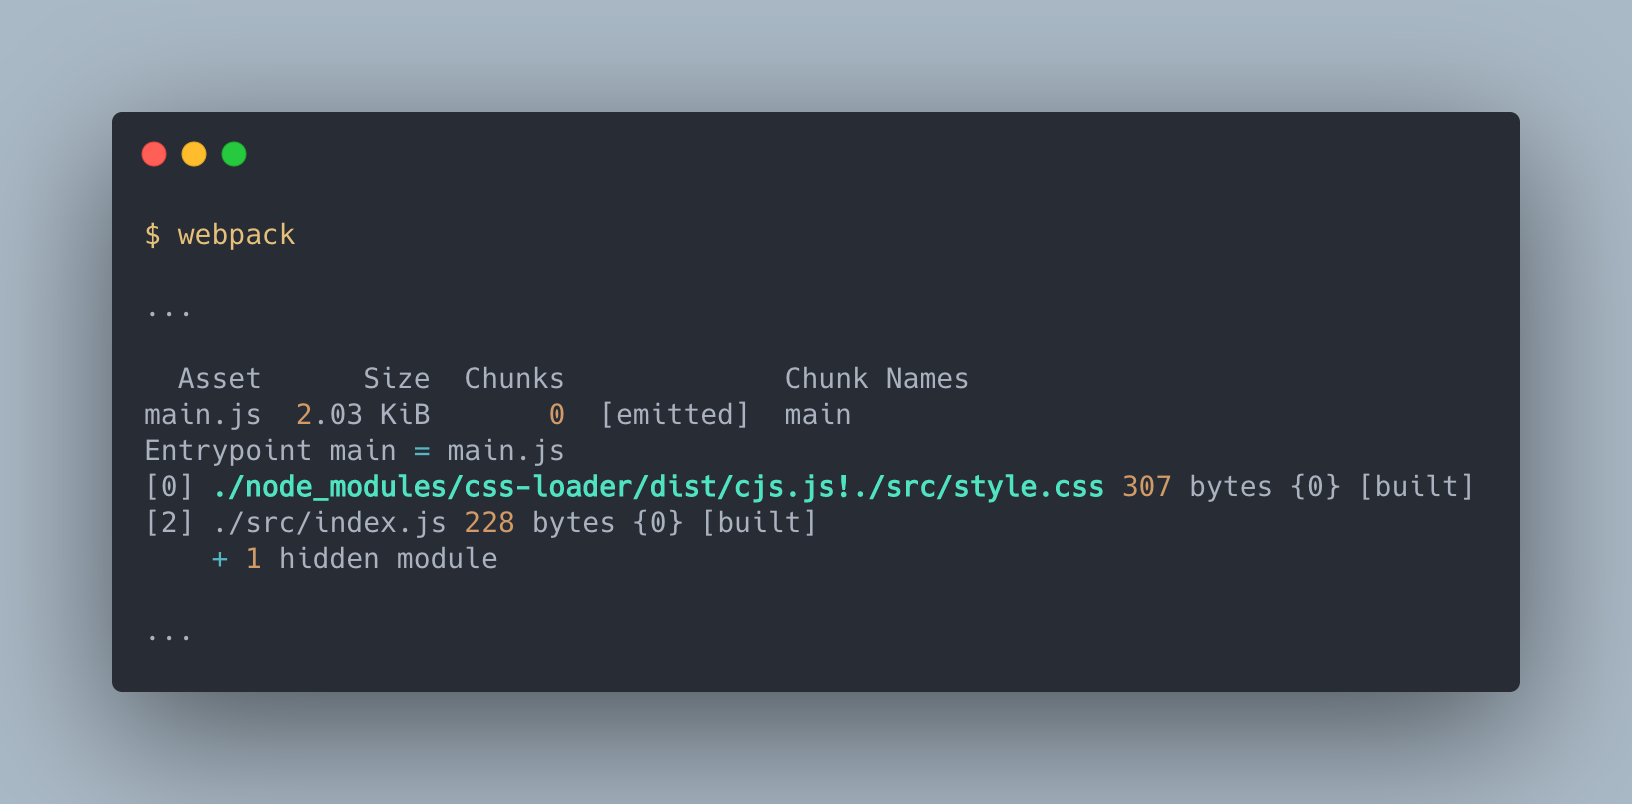 $ webpack
...
Asset Size Chunks Chunk Names
main.js 2.03 KiB 0 [emitted] main
Entrypoint main = main.js
[0] ./node_modules/css-loader/dist/cjs.js!./src/style.css 307 bytes {0} [built]
[2] ./src/index.js 228 bytes {0} [built]
+ 1 hidden module
...